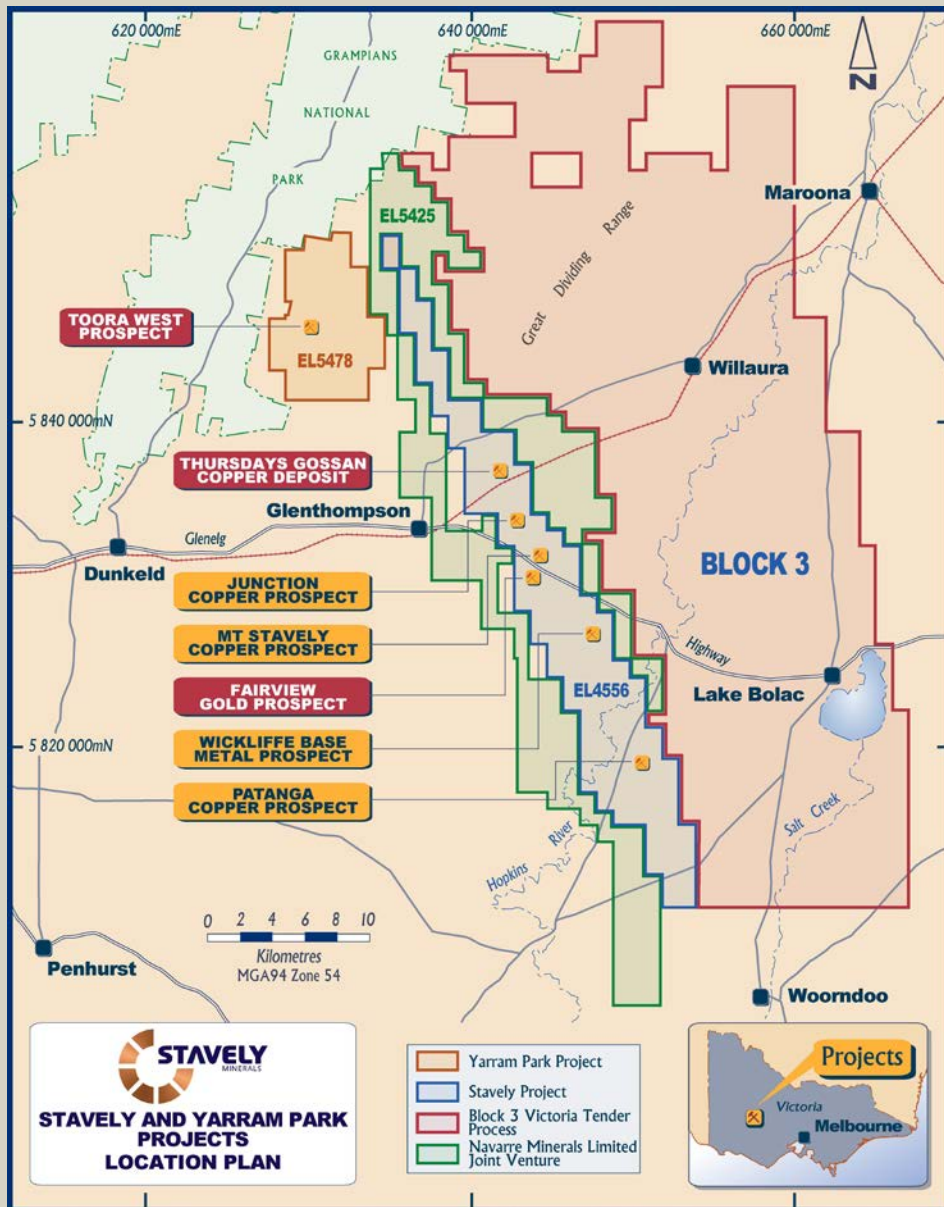 620 000mE
640 000mE
660 000mE
GRAMPIANS
NATIONAL
PARK
N
Maroona
EL5425
Great Dividing Range
TOORA WEST
PROSPECT
EL5478
Willaura
5 840 000mN
THURSDAYS GOSSAN
COPPER DEPOSIT
Glenthompson
Glenelg
Dunkeld
BLOCK 3
JUNCTION
COPPER PROSPECT
MT STAVELY
COPPER PROSPECT
Highway
FAIRVIEW
GOLD PROSPECT
EL4556
Lake Bolac
5 820 000mN
WICKLIFFE BASE
METAL PROSPECT
PATANGA
COPPER PROSPECT
Salt Creek
Hopkins River
0 2 4 6 8 10
Kilometres
MGA94 Zone 54
Penhurst
Woorndoo
STAVELY
MINERALS
STAVELY AND YARRAM PARK
PROJECTS
LOCATION PLAN
Yarram Park Project
Stavely Project
Block 3 Victoria Tender
Process
Navarre Minerals Limited
Joint Venture
Projects
Victoria
Melbourne